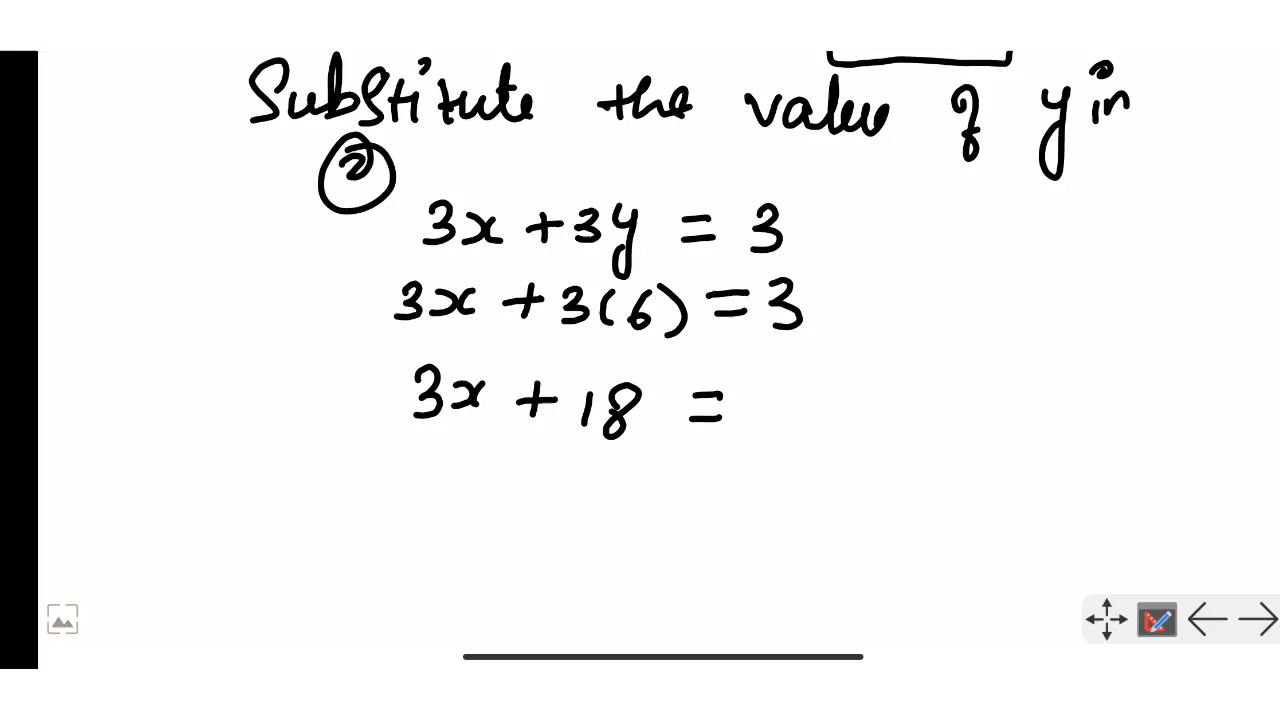 Substitute the value of y in
②
3x + 3y = 3
3x + 3(6) = 3
3x + 18 =